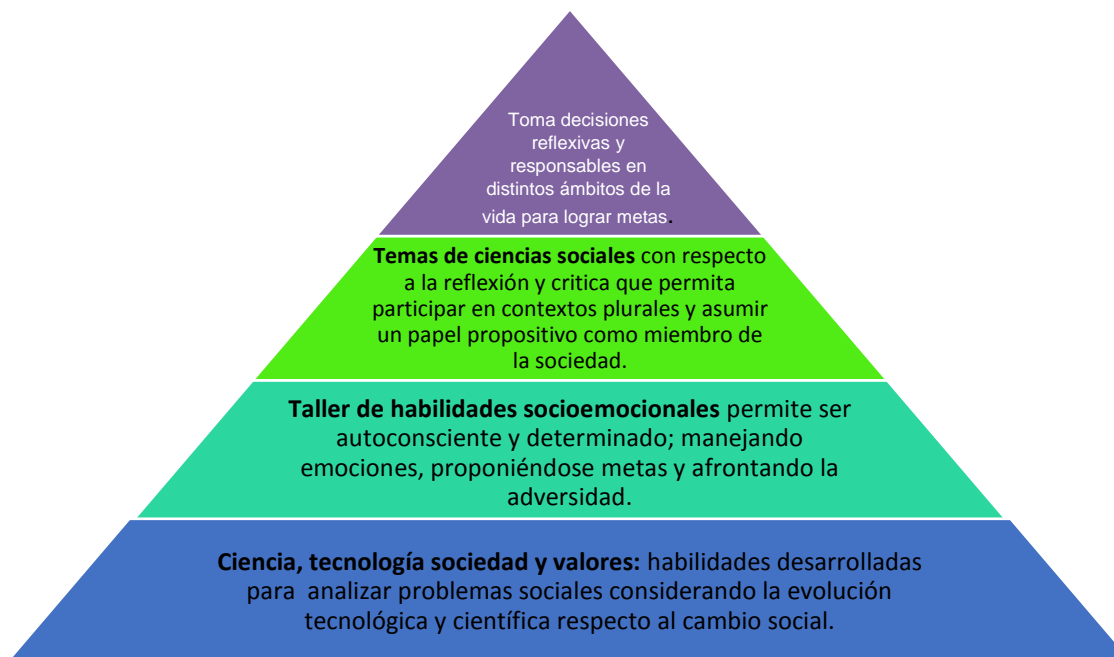 Toma decisiones
reflexivas y
responsables en
distintos ámbitos de la
vida para lograr metas.
Temas de ciencias sociales con respecto
a la reflexión y critica que permita
participar en contextos plurales y asumir
un papel propositivo como miembro de
la sociedad.
Taller de habilidades socioemocionales permite ser
autoconsciente y determinado; manejando
emociones, proponiéndose metas y afrontando la
adversidad.
Ciencia, tecnología sociedad y valores: habilidades desarrolladas
para analizar problemas sociales considerando la evolución
tecnológica y científica respecto al cambio social.